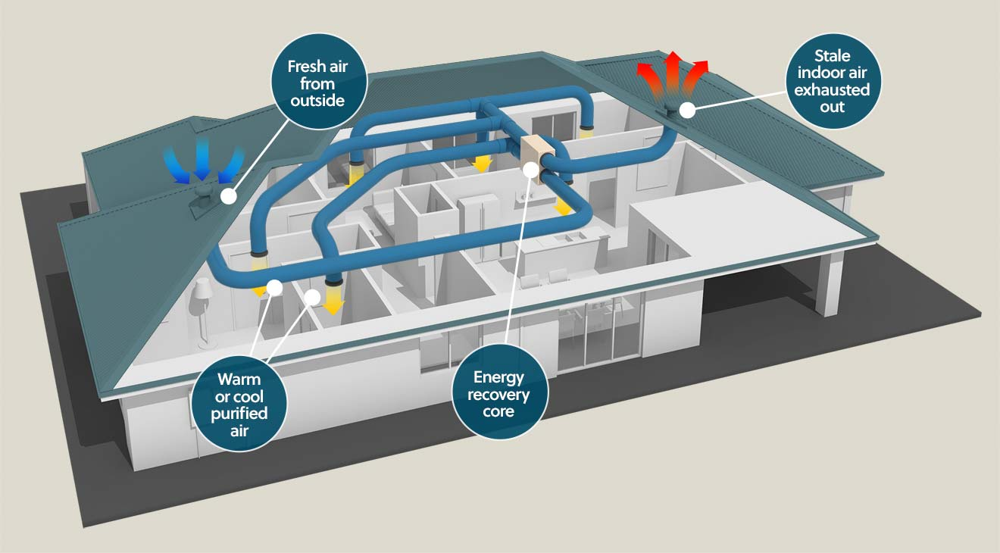 Fresh air
from
outside
Stale
indoor air
exhausted
out
Warm
or cool
purified
air
Energy
recovery
core